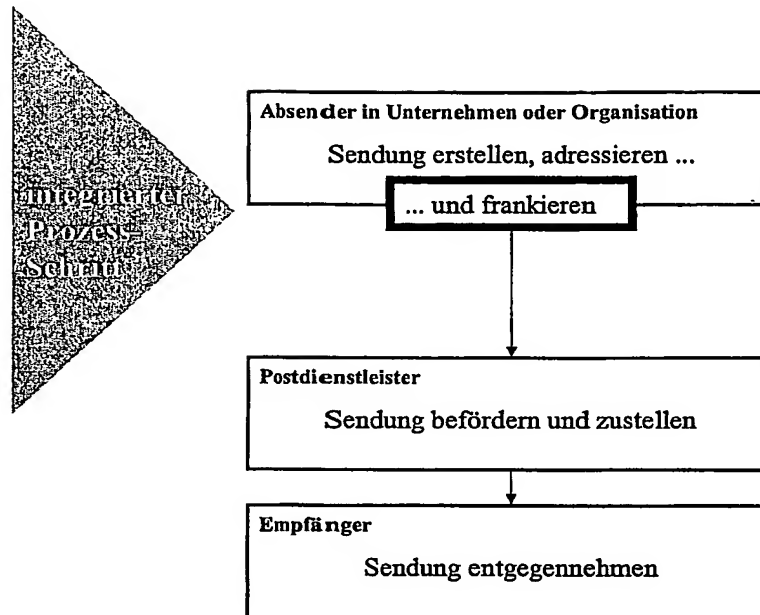 integrierter
Prozess-
Schritt
Absender in Unternehmen oder Organisation
Sendung erstellen, adressieren ...
... und frankieren
Postdienstleister
Sendung befördern und zustellen
Empfänger
Sendung entgegennehmen